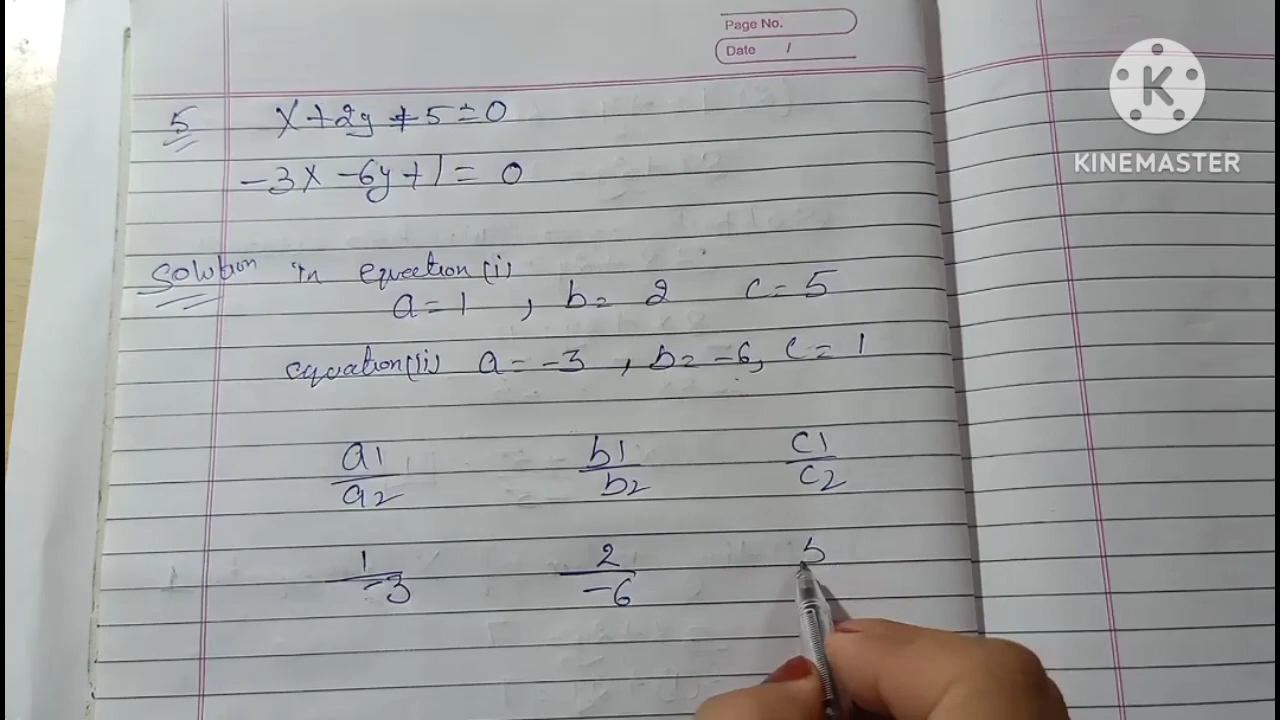 Page No.
Date /
K
KINEMASTER
5 x + 2y + 5 = 0
-3x - 6y + 1 = 0
Solution in equection (i)
a = 1 , b = 2 c = 5
equation (ii) a = -3 , b = -6, c = 1
a1/a2 b1/b2 c1/c2
1/-3 2/-6 5